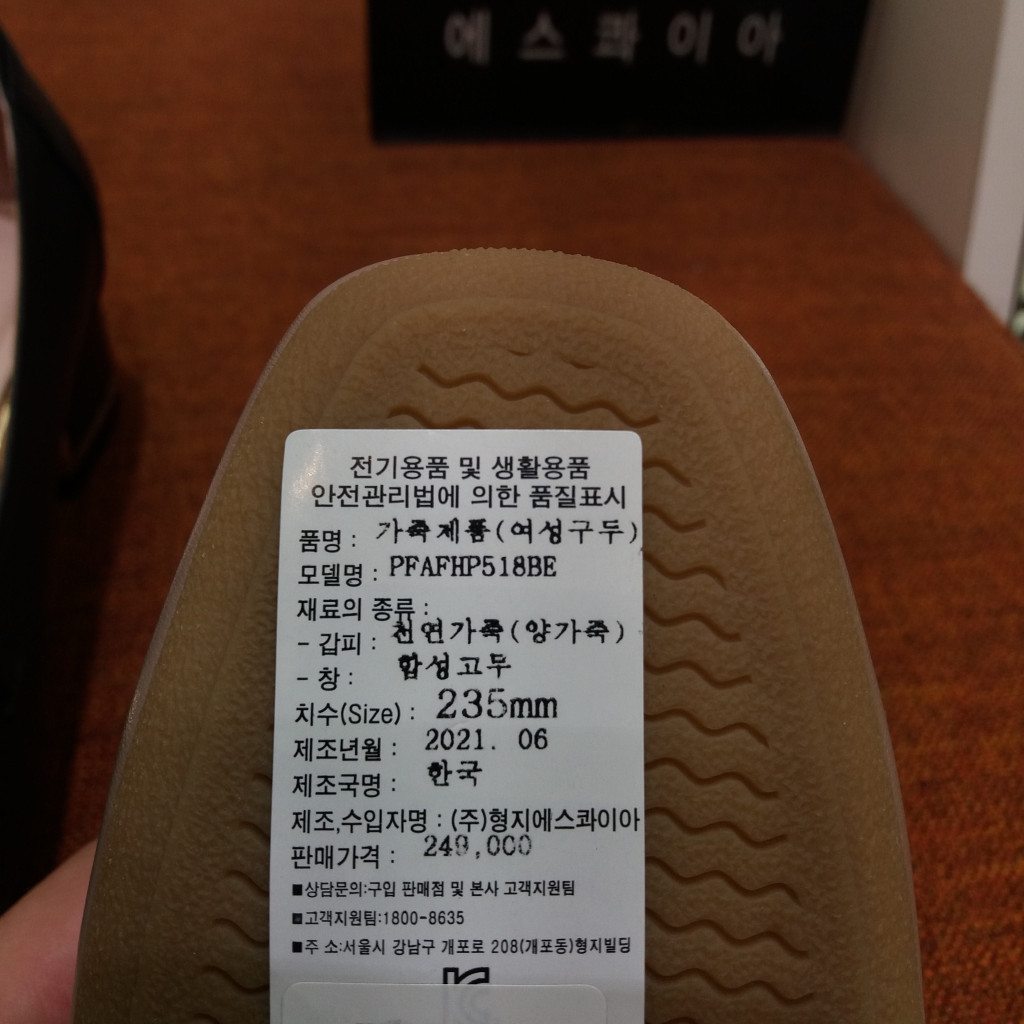 에스콰이아
전기용품 및 생활용품
안전관리법에 의한 품질표시
품명 : 가죽제품(여성구두)
모델명 : PFAFHP518BE
재료의 종류 :
- 갑피 : 천연가죽(양가죽)
- 창 : 합성고무
치수(Size) : 235mm
제조년월 : 2021. 06
제조국명 : 한국
제조,수입자명 : (주)형지에스콰이아
판매가격 : 249,000
■상담문의:구입 판매점 및 본사 고객지원팀
■고객지원팀:1800-8635
■주 소:서울시 강남구 개포로 208(개포동)형지빌딩